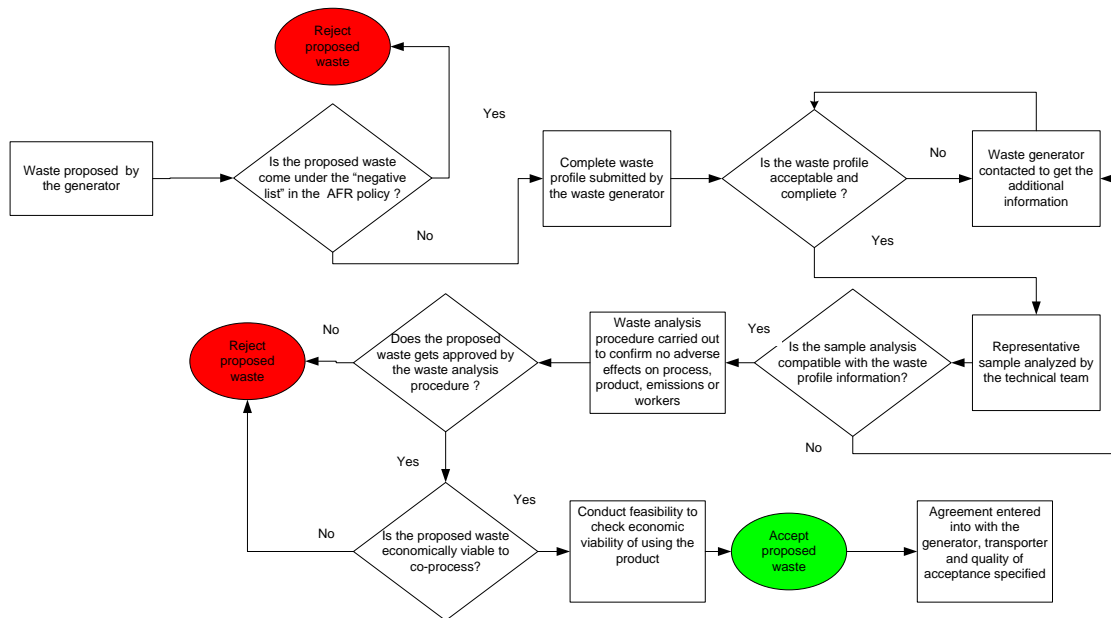 Reject
proposed
waste
Yes
Waste proposed by
the generator
Is the proposed waste
come under the “negative
list” in the AFR policy ?
No
Complete waste
profile submitted by
the waste generator
Is the waste profile
acceptable and
compliete ?
No
Waste generator
contacted to get the
additional
information
Yes
Representative
sample analyzed by
the technical team
Is the sample analysis
compatible with the waste
profile information?
Yes
No
Waste analysis
procedure carried out
to confirm no adverse
effects on process,
product, emissions or
workers
Does the proposed
waste gets approved by
the waste analysis
procedure ?
No
Reject
proposed
waste
Yes
Is the proposed waste
economically viable to
co-process?
No
Yes
Conduct feasibility to
check economic
viability of using the
product
Accept
proposed
waste
Agreement entered
into with the
generator, transporter
and quality of
acceptance specified